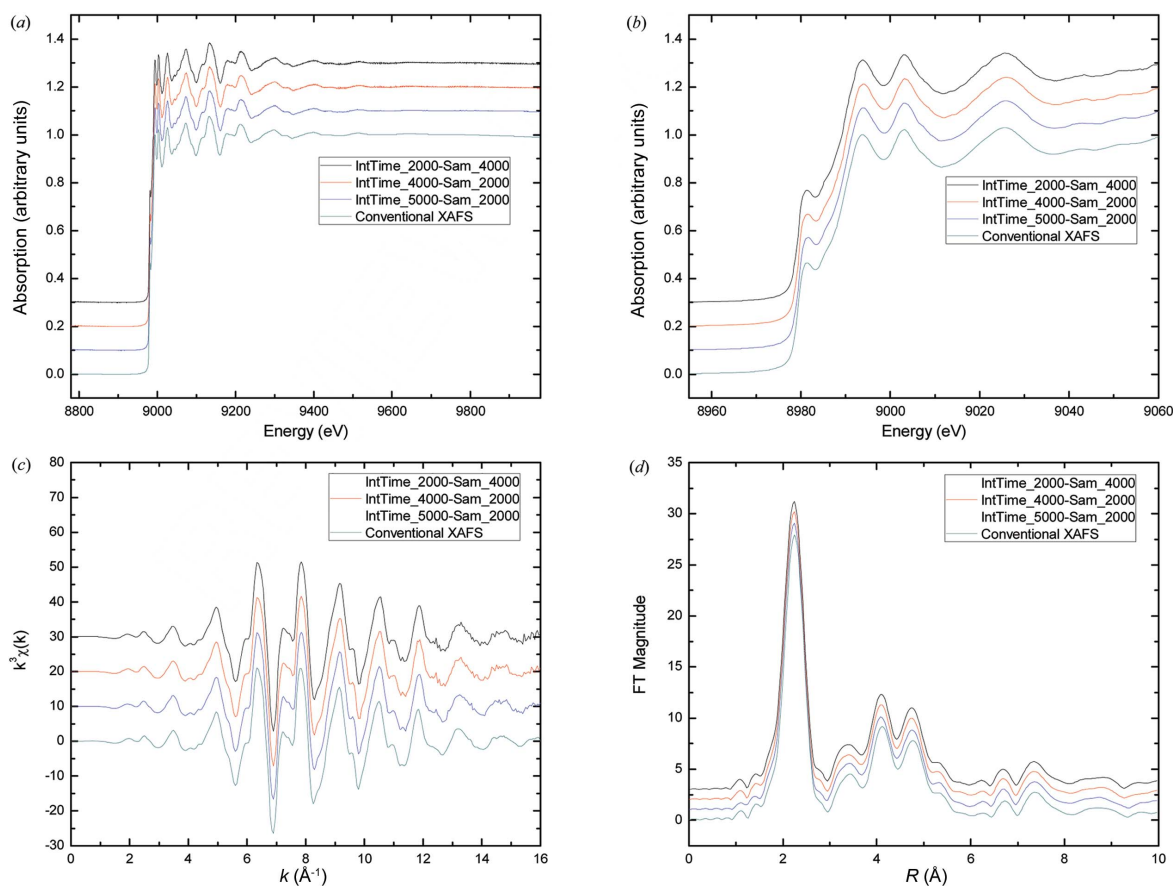 (a)
Absorption (arbitrary units)
1.4
1.2
1.0
0.8
0.6
0.4
0.2
0.0
IntTime_2000-Sam_4000
IntTime_4000-Sam_2000
IntTime_5000-Sam_2000
Conventional XAFS
8800 9000 9200 9400 9600 9800
Energy (eV)
(b)
Absorption (arbitrary units)
1.4
1.2
1.0
0.8
0.6
0.4
0.2
0.0
IntTime_2000-Sam_4000
IntTime_4000-Sam_2000
IntTime_5000-Sam_2000
Conventional XAFS
8960 8980 9000 9020 9040 9060
Energy (eV)
(c)
k³χ(k)
80
70
60
50
40
30
20
10
0
-10
-20
-30
IntTime_2000-Sam_4000
IntTime_4000-Sam_2000
IntTime_5000-Sam_2000
Conventional XAFS
0 2 4 6 8 10 12 14 16
k (Å⁻¹)
(d)
FT Magnitude
35
30
25
20
15
10
5
0
IntTime_2000-Sam_4000
IntTime_4000-Sam_2000
IntTime_5000-Sam_2000
Conventional XAFS
0 2 4 6 8 10
R (Å)